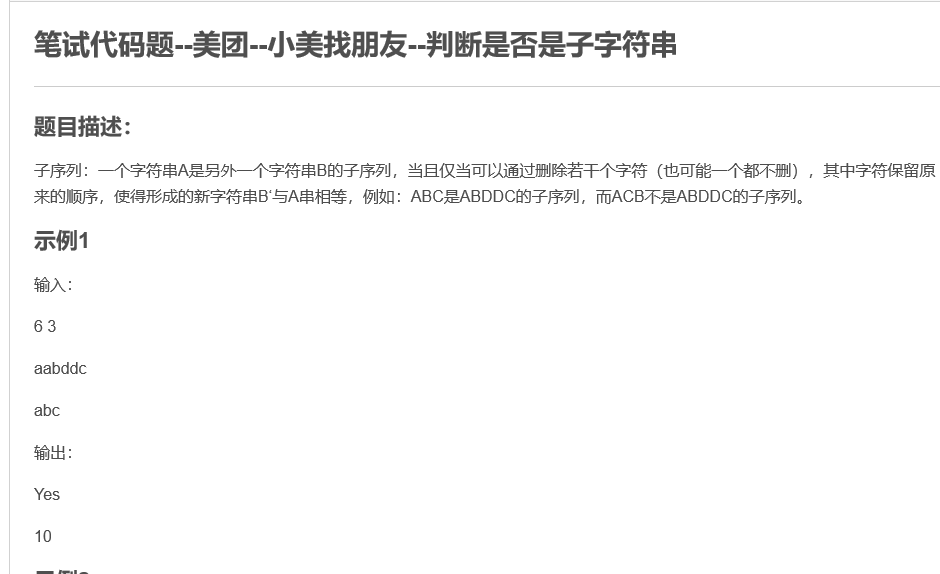 笔试代码题--美团--小美找朋友--判断是否是子字符串
题目描述：
子序列：一个字符串A是另外一个字符串B的子序列，当且仅当可以通过删除若干个字符（也可能一个都不删），其中字符保留原
来的顺序，使得形成的新字符串B‘与A串相等，例如：ABC是ABDDC的子序列，而ACB不是ABDDC的子序列。
示例1
输入：
6 3
aabddc
abc
输出：
Yes
10